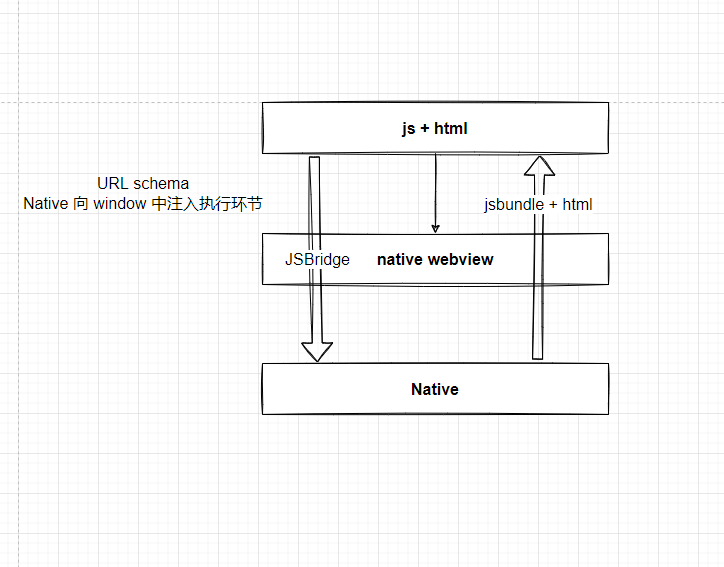 js + html
URL schema
Native 向 window 中注入执行环节
jsbundle + html
JSBridge
native webview
Native